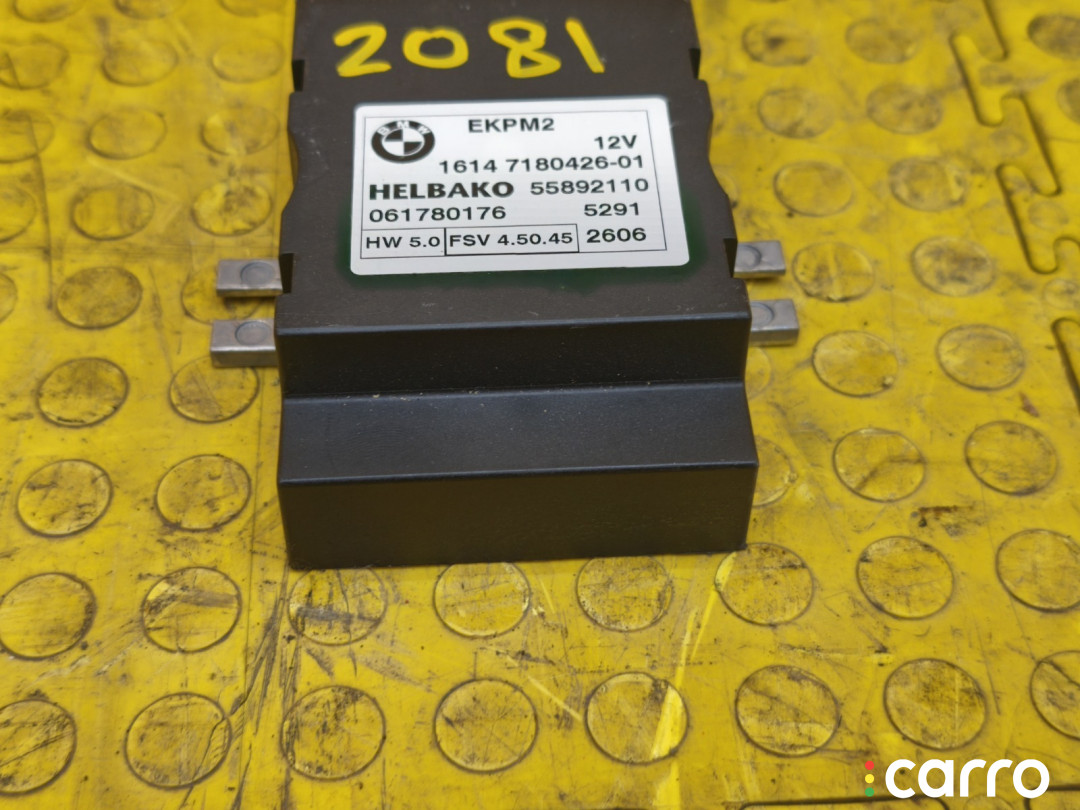 2081
BMW
EKPM2
12V
1614 7180426-01
HELBAKO 55892110
061780176 5291
HW 5.0 FSV 4.50.45 2606
carro